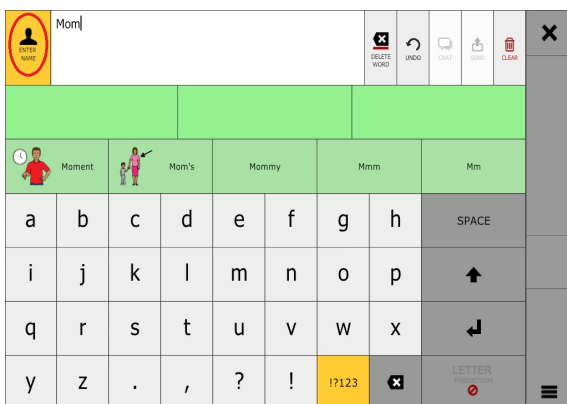 Mom
ENTER
NAME
DELETE
WORD
UNDO
CHAT
SEND
CLEAR
Moment
Mom's
Mommy
Mmm
Mm
a b c d e f g h SPACE
i j k l m n o p
q r s t u v w x
y z . , ? ! !?123
LETTER
PREDICTION